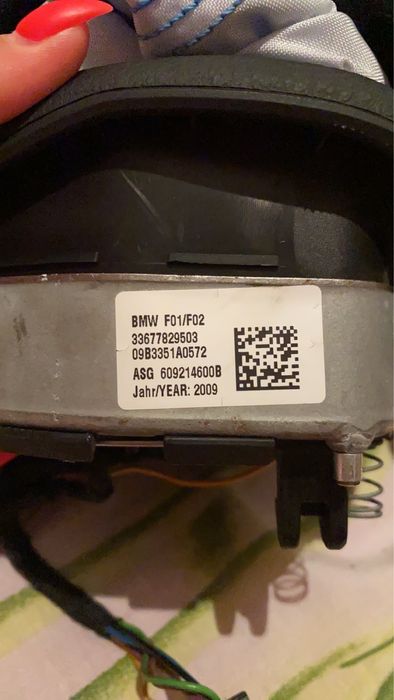 BMW F01/F02
33677829503
09B3351A0572
ASG 609214600B
Jahr/YEAR: 2009